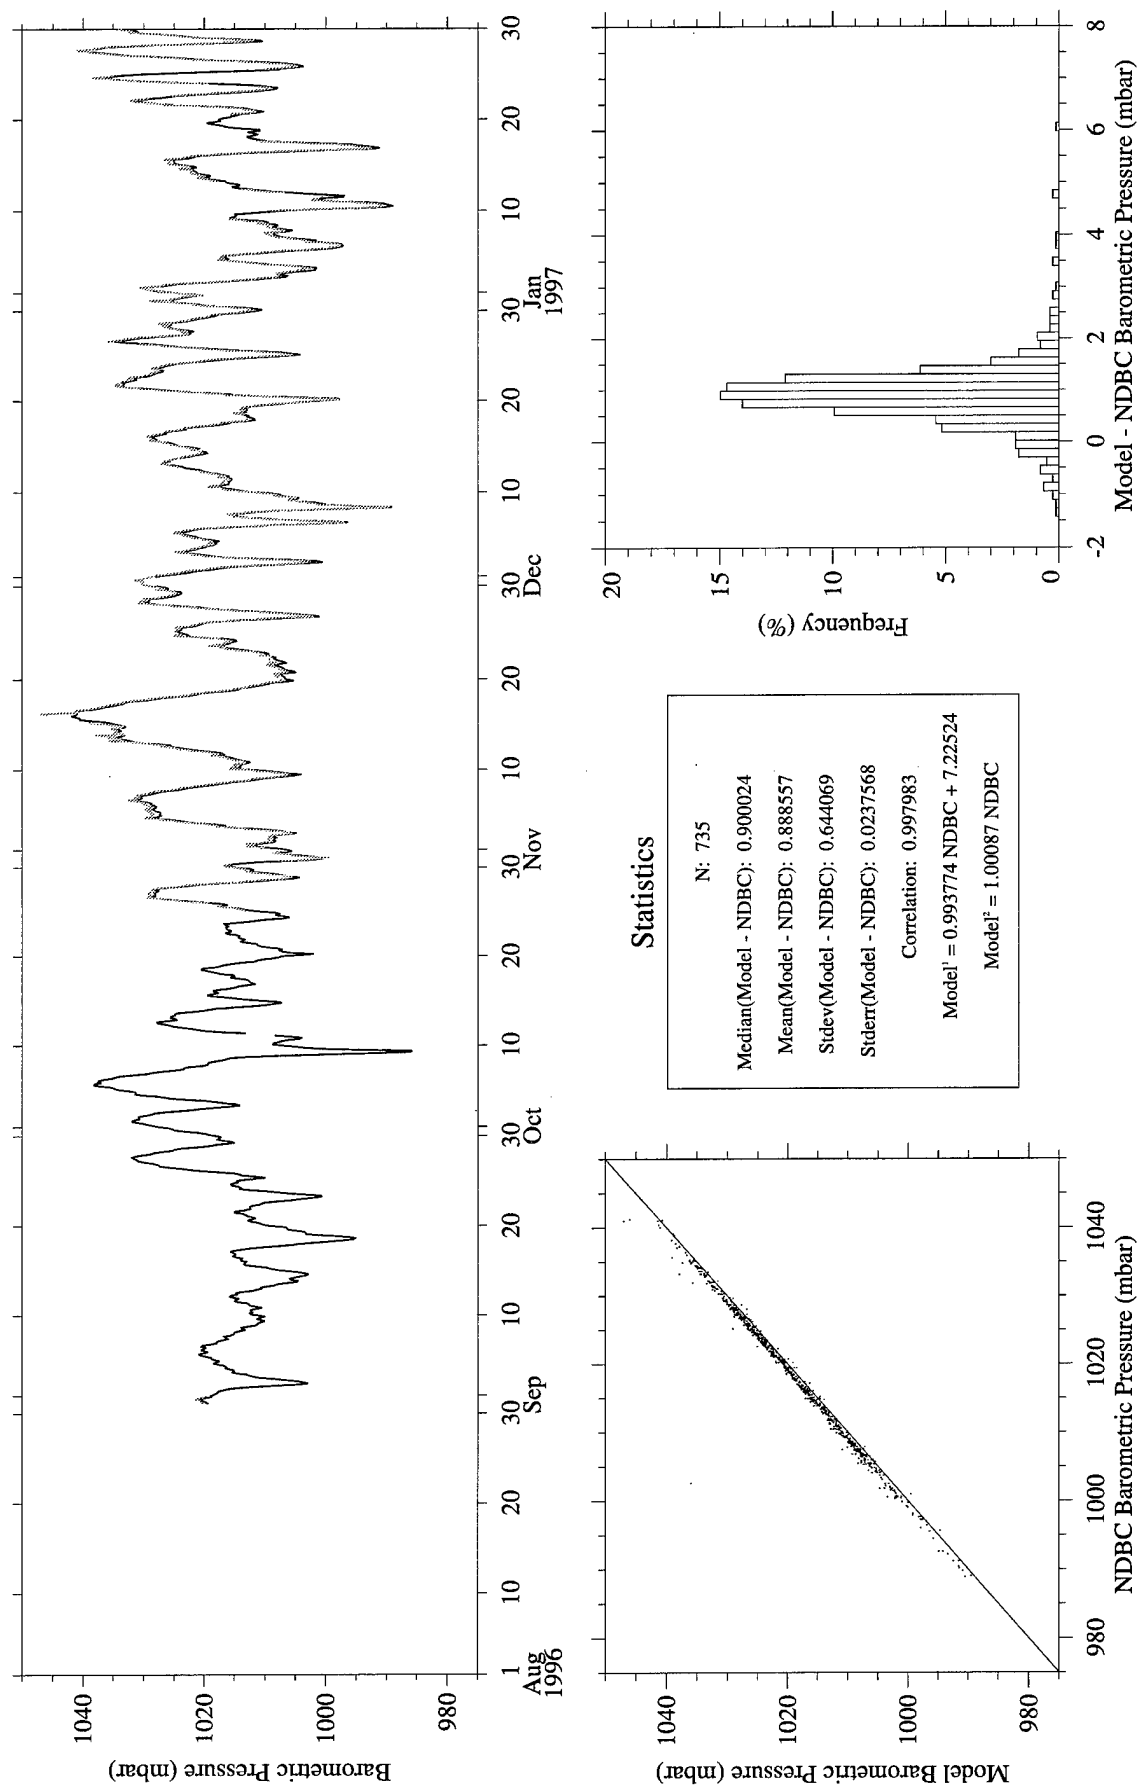 Barometric Pressure (mbar)
1040
1020
1000
980
1 10 20 30 10 20 30 10 20 30 10 20 30 10 20 30 10 20 30
Aug Sep Oct Nov Dec Jan
1996 1997
Model Barometric Pressure (mbar)
1040
1020
1000
980
980 1000 1020 1040
NDBC Barometric Pressure (mbar)
Statistics
N: 735
Median(Model - NDBC): 0.900024
Mean(Model - NDBC): 0.888557
Stdev(Model - NDBC): 0.644069
Stderr(Model - NDBC): 0.0237568
Correlation: 0.997983
Model¹ = 0.993774 NDBC + 7.22524
Model² = 1.00087 NDBC
Frequency (%)
20
15
10
5
0
-2 0 2 4 6 8
Model - NDBC Barometric Pressure (mbar)